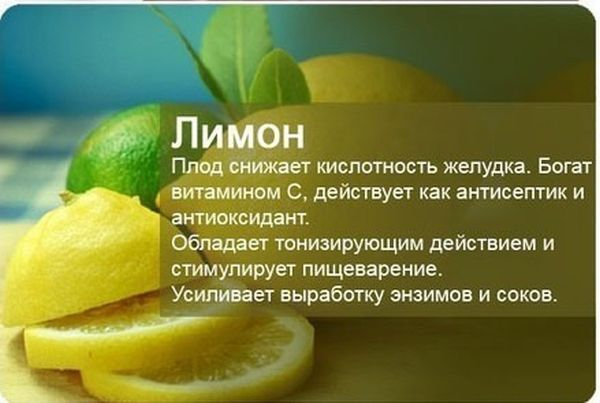 Лимон
Плод снижает кислотность желудка. Богат
витамином С, действует как антисептик и
антиоксидант.
Обладает тонизирующим действием и
стимулирует пищеварение.
Усиливает выработку энзимов и соков.